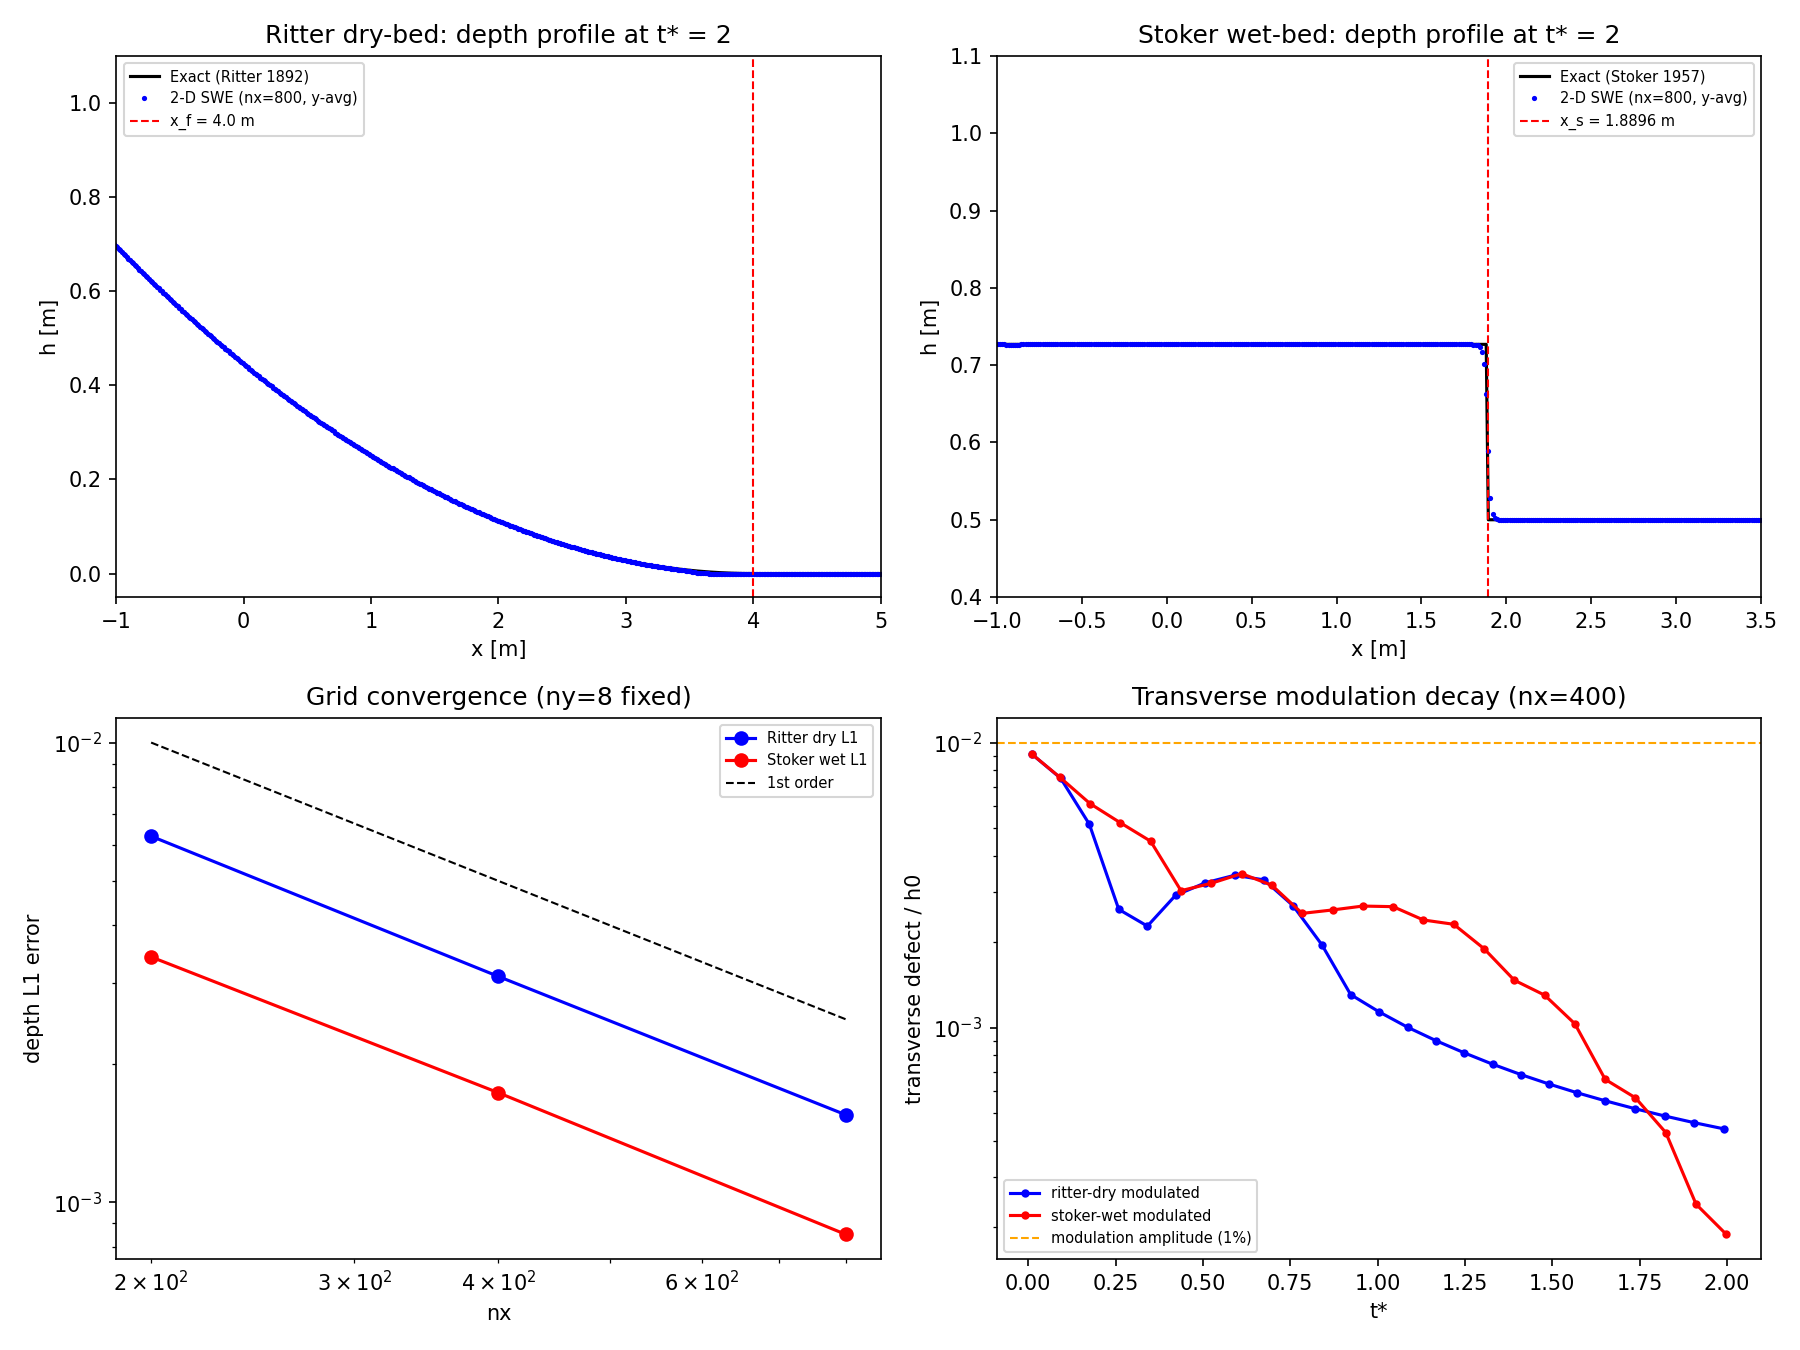 Ritter dry-bed: depth profile at t* = 2
Exact (Ritter 1892)
2-D SWE (nx=800, y-avg)
x_f = 4.0 m
h [m]
1.0
0.8
0.6
0.4
0.2
0.0
−1 0 1 2 3 4 5
x [m]
Stoker wet-bed: depth profile at t* = 2
Exact (Stoker 1957)
2-D SWE (nx=800, y-avg)
x_s = 1.8896 m
h [m]
1.1
1.0
0.9
0.8
0.7
0.6
0.5
0.4
−1.0 −0.5 0.0 0.5 1.0 1.5 2.0 2.5 3.0 3.5
x [m]
Grid convergence (ny=8 fixed)
Ritter dry L1
Stoker wet L1
1st order
depth L1 error
10⁻²
10⁻³
2 × 10² 3 × 10² 4 × 10² 6 × 10²
nx
Transverse modulation decay (nx=400)
transverse defect / h0
10⁻²
10⁻³
ritter-dry modulated
stoker-wet modulated
modulation amplitude (1%)
0.00 0.25 0.50 0.75 1.00 1.25 1.50 1.75 2.00
t*